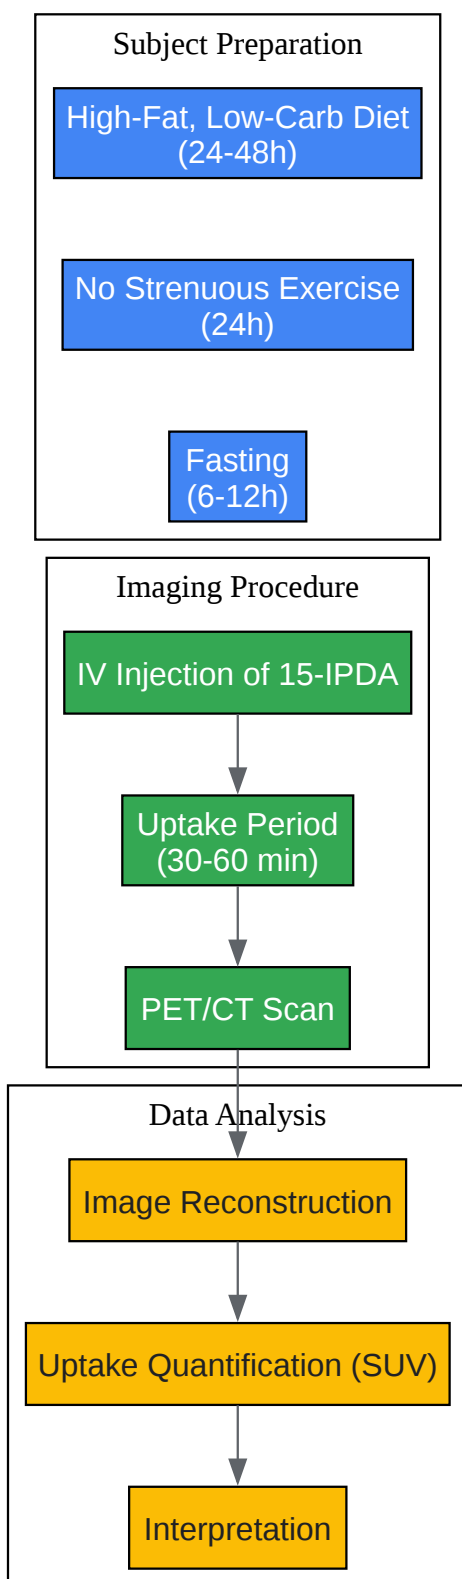 Subject Preparation
High-Fat, Low-Carb Diet
(24-48h)
No Strenuous Exercise
(24h)
Fasting
(6-12h)
Imaging Procedure
IV Injection of 15-IPDA
Uptake Period
(30-60 min)
PET/CT Scan
Data Analysis
Image Reconstruction
Uptake Quantification (SUV)
Interpretation